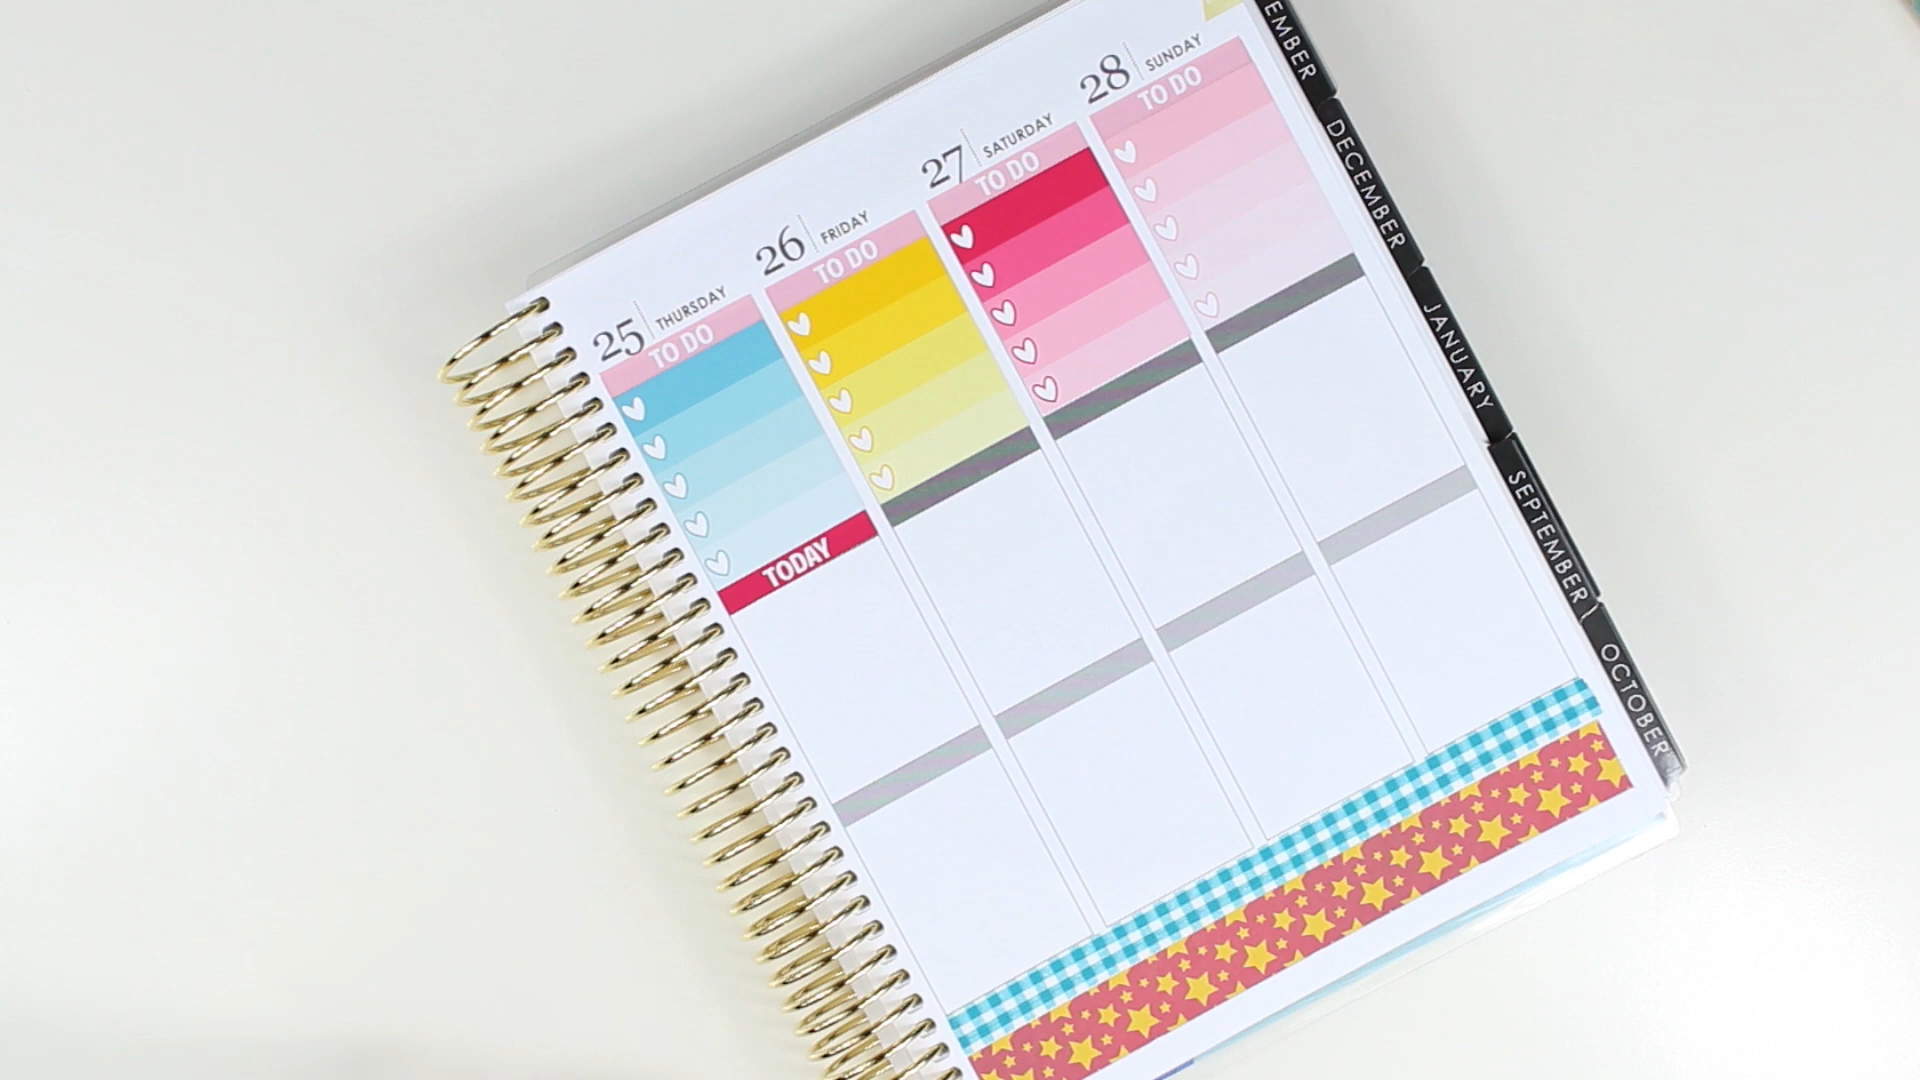 25 THURSDAY
TO DO
TODAY
26 FRIDAY
TO DO
27 SATURDAY
TO DO
28 SUNDAY
TO DO
EMBER
DECEMBER
JANUARY
SEPTEMBER
OCTOBER